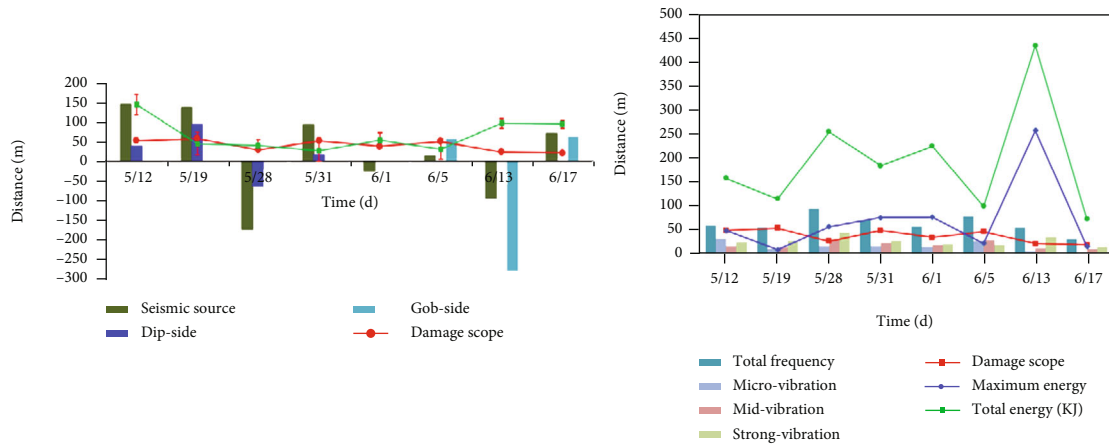 200
150
100
50
0
−50
−100
−150
−200
−250
−300
Distance (m)
5/12 5/19 5/28 5/31 6/1 6/5 6/13 6/17
Time (d)
Seismic source
Dip-side
Gob-side
Damage scope
500
450
400
350
300
250
200
150
100
50
0
Distance (m)
5/12 5/19 5/28 5/31 6/1 6/5 6/13 6/17
Time (d)
Total frequency
Micro-vibration
Mid-vibration
Strong-vibration
Damage scope
Maximum energy
Total energy (KJ)